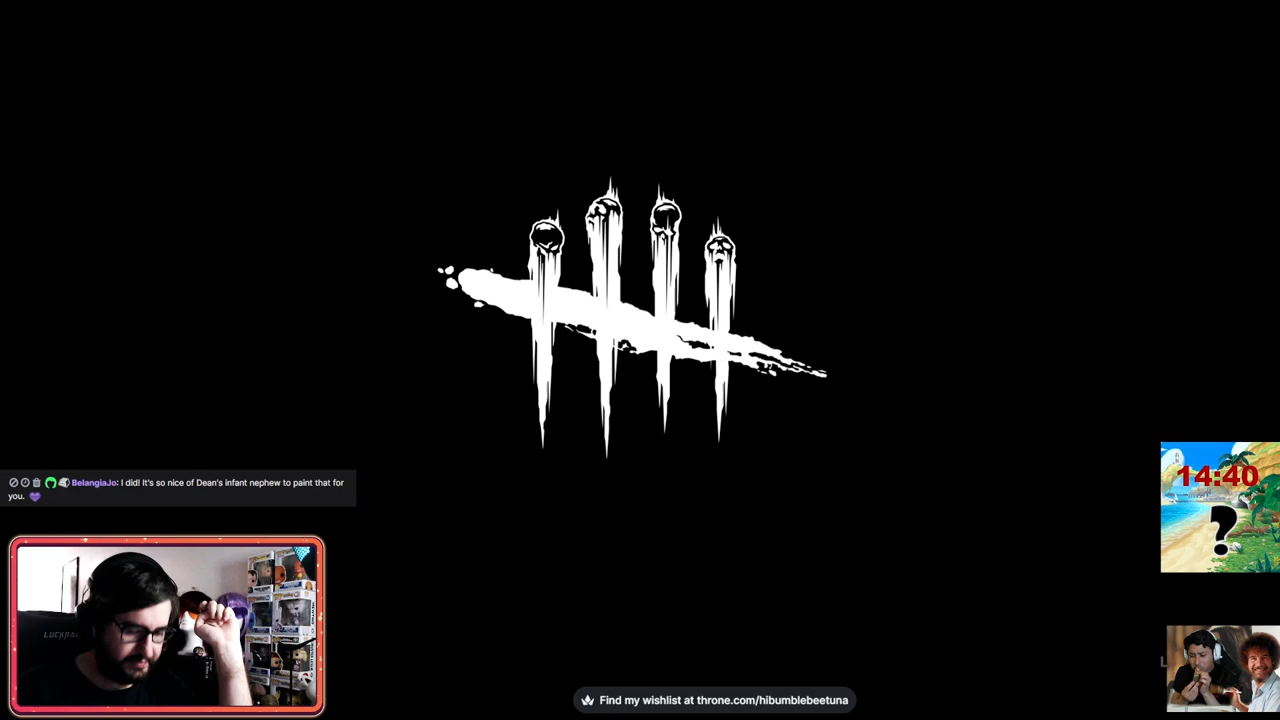 BelangiaJo: I did! It's so nice of Dean's infant nephew to paint that for
you.
14:40
?
Find my wishlist at throne.com/hibumblebeetuna